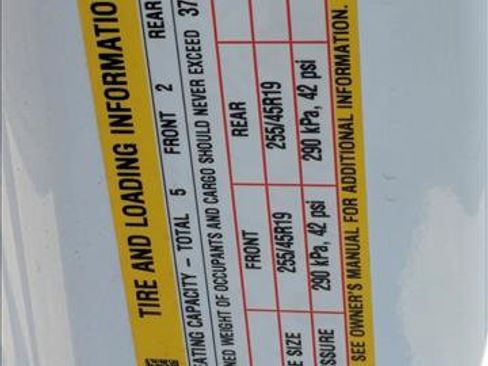 TIRE AND LOADING INFORMATIO
EATING CAPACITY – TOTAL 5 FRONT 2 REAR
NED WEIGHT OF OCCUPANTS AND CARGO SHOULD NEVER EXCEED 37
FRONT REAR
E SIZE 255/45R19 255/45R19
SSURE 290 kPa, 42 psi 290 kPa, 42 psi
SEE OWNER'S MANUAL FOR ADDITIONAL INFORMATION.